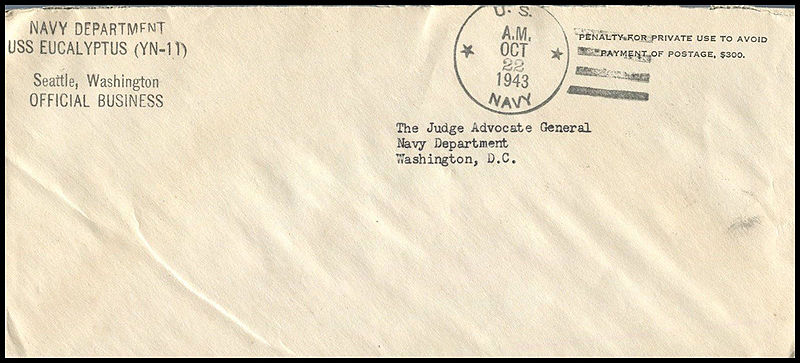 NAVY DEPARTMENT
USS EUCALYPTUS (YN-11)
Seattle, Washington
OFFICIAL BUSINESS
U. S.
A.M.
OCT
22
1943
NAVY
PENALTY FOR PRIVATE USE TO AVOID
PAYMENT OF POSTAGE, $300.
The Judge Advocate General
Navy Department
Washington, D.C.